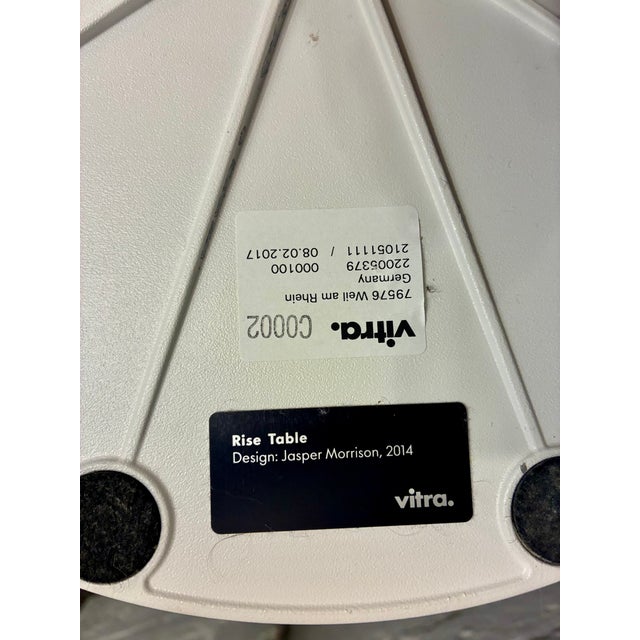 vitra. C0002
79576 Weil am Rhein
Germany
22005379 000100
21051111 / 08.02.2017
Rise Table
Design: Jasper Morrison, 2014
vitra.